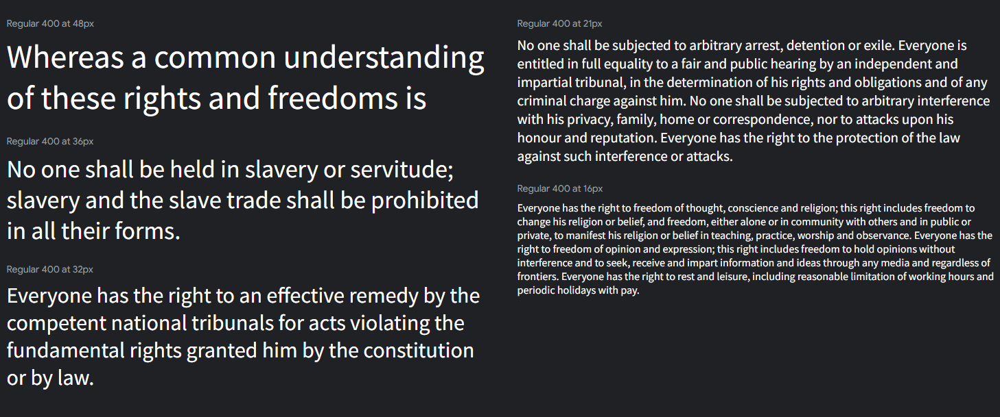 Regular 400 at 48px
Whereas a common understanding
of these rights and freedoms is
Regular 400 at 36px
No one shall be held in slavery or servitude;
slavery and the slave trade shall be prohibited
in all their forms.
Regular 400 at 32px
Everyone has the right to an effective remedy by the
competent national tribunals for acts violating the
fundamental rights granted him by the constitution
or by law.
Regular 400 at 21px
No one shall be subjected to arbitrary arrest, detention or exile. Everyone is
entitled in full equality to a fair and public hearing by an independent and
impartial tribunal, in the determination of his rights and obligations and of any
criminal charge against him. No one shall be subjected to arbitrary interference
with his privacy, family, home or correspondence, nor to attacks upon his
honour and reputation. Everyone has the right to the protection of the law
against such interference or attacks.
Regular 400 at 16px
Everyone has the right to freedom of thought, conscience and religion; this right includes freedom to
change his religion or belief, and freedom, either alone or in community with others and in public or
private, to manifest his religion or belief in teaching, practice, worship and observance. Everyone has the
right to freedom of opinion and expression; this right includes freedom to hold opinions without
interference and to seek, receive and impart information and ideas through any media and regardless of
frontiers. Everyone has the right to rest and leisure, including reasonable limitation of working hours and
periodic holidays with pay.